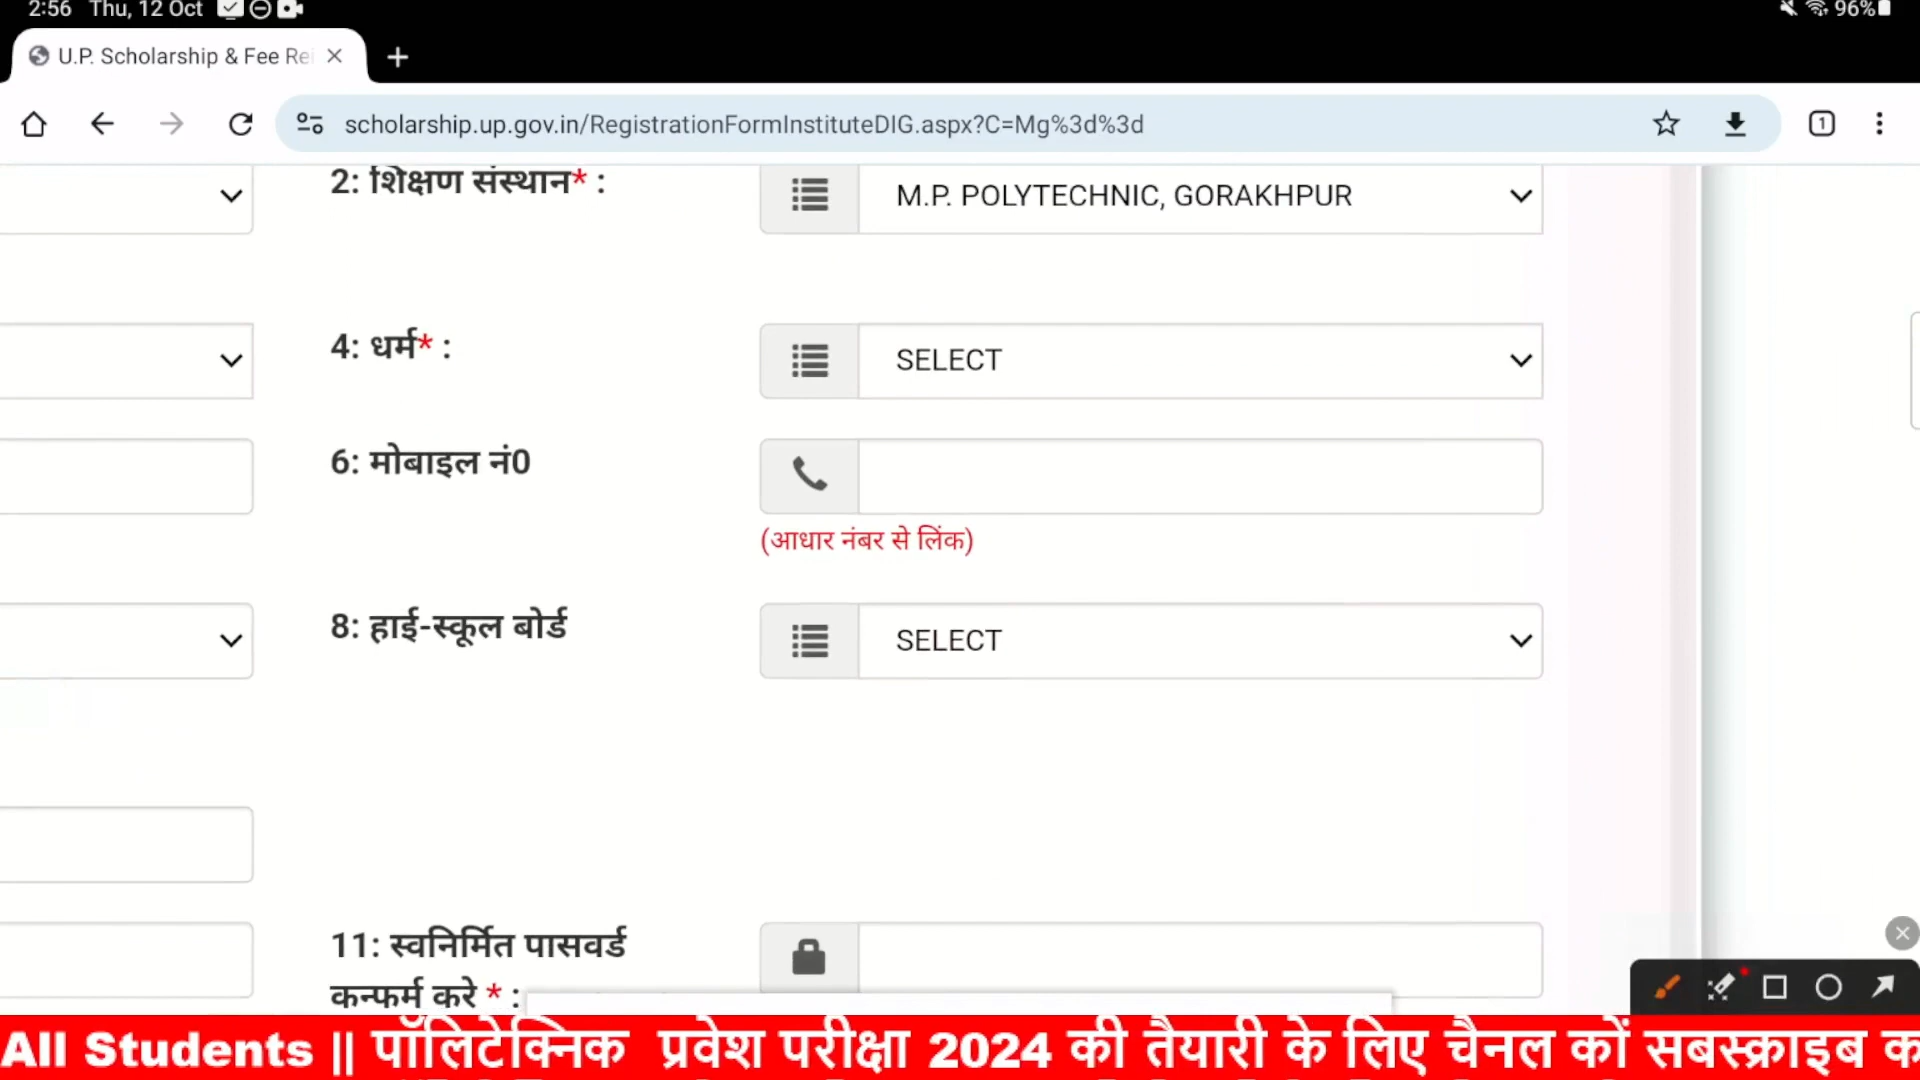 2:56 Thu, 12 Oct 96%
U.P. Scholarship & Fee Rei
scholarship.up.gov.in/RegistrationFormInstituteDIG.aspx?C=Mg%3d%3d
1
2: शिक्षण संस्थान* : M.P. POLYTECHNIC, GORAKHPUR
4: धर्म* : SELECT
6: मोबाइल नं0
(आधार नंबर से लिंक)
8: हाई-स्कूल बोर्ड SELECT
11: स्वनिर्मित पासवर्ड
कन्फर्म करे * :
All Students || पॉलिटेक्निक प्रवेश परीक्षा 2024 की तैयारी के लिए चैनल कों सबस्क्राइब क